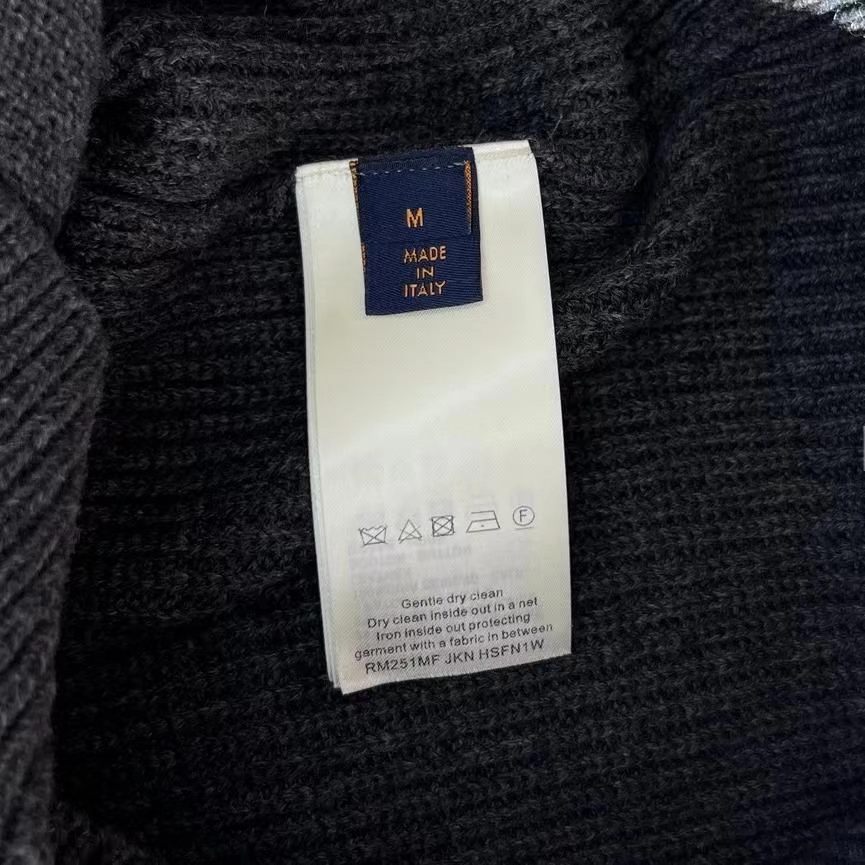 M
MADE
IN
ITALY
F
Gentle dry clean
Dry clean inside out in a net
Iron inside out protecting
garment with a fabric in between
RM251MF JKN HSFN1W